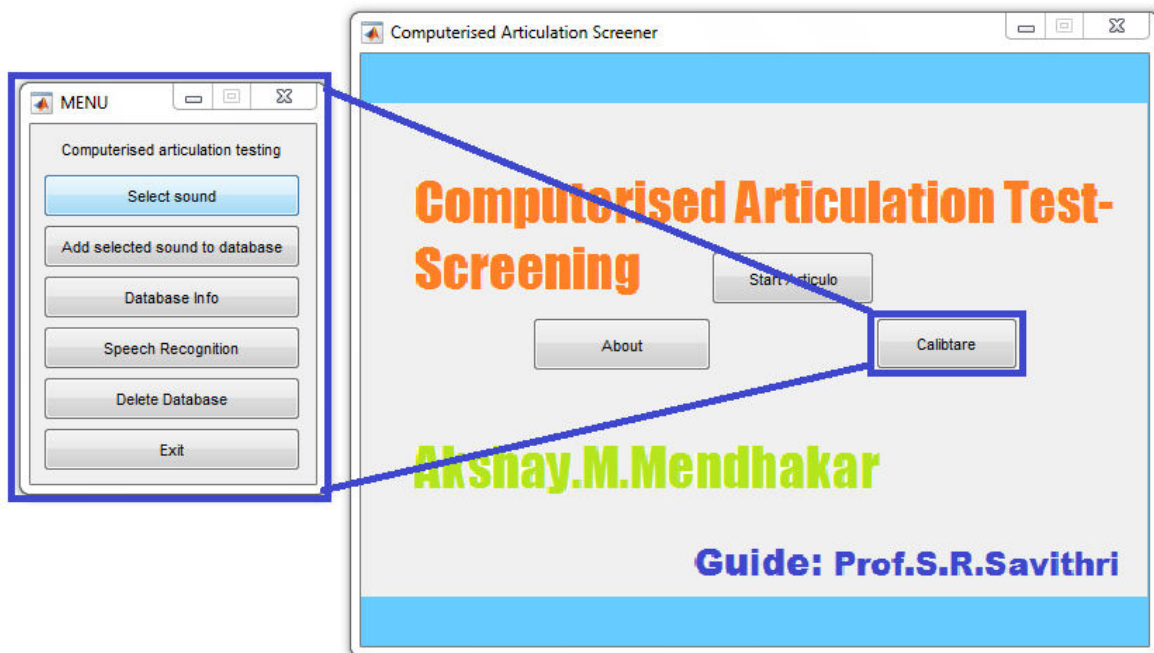 MENU
Computerised articulation testing
Select sound
Add selected sound to database
Database Info
Speech Recognition
Delete Database
Exit
Computerised Articulation Screener
Computerised Articulation Test-
Screening
Start Articulo
About
Calibtare
Akshay.M.Mendhakar
Guide: Prof.S.R.Savithri